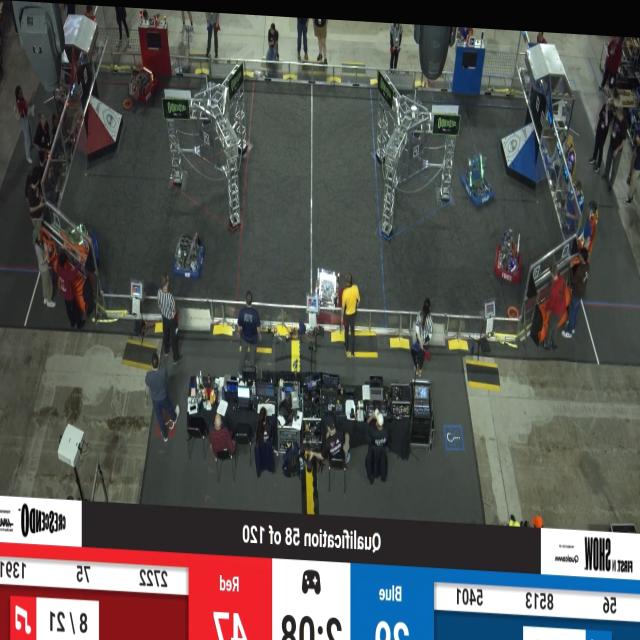 CRESCENDO
Qualification 58 of 120
FIRST IN SHOW
Qualcomm
1391
75 /
2722
Red
Blue
5401
8513
56
8 / 21
47
2:08